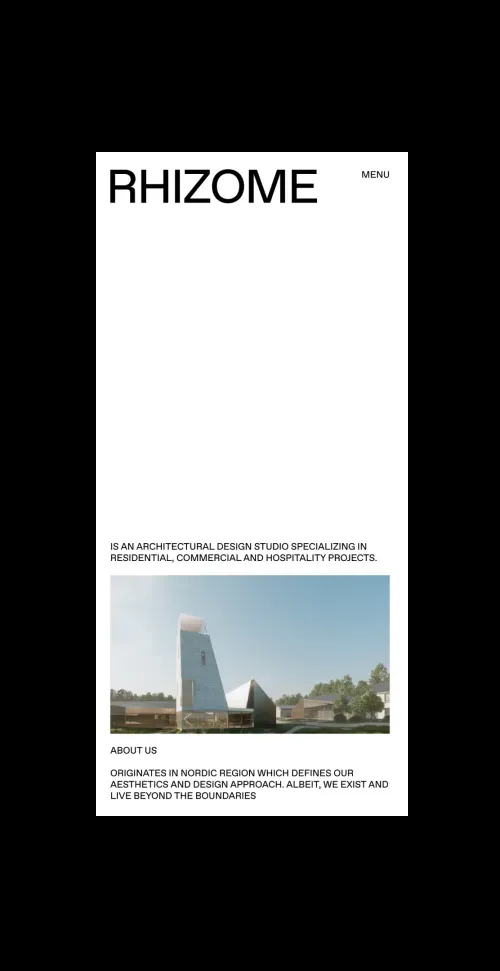 RHIZOME
MENU
IS AN ARCHITECTURAL DESIGN STUDIO SPECIALIZING IN
RESIDENTIAL, COMMERCIAL AND HOSPITALITY PROJECTS.
ABOUT US
ORIGINATES IN NORDIC REGION WHICH DEFINES OUR
AESTHETICS AND DESIGN APPROACH. ALBEIT, WE EXIST AND
LIVE BEYOND THE BOUNDARIES